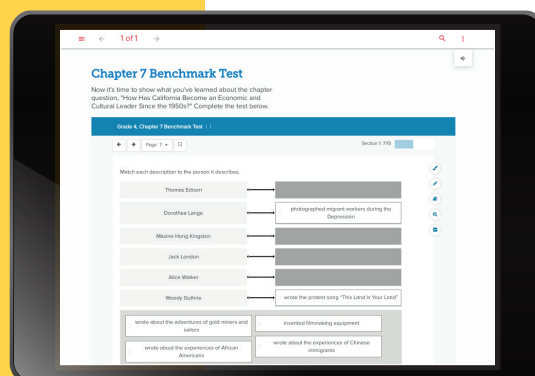 1 of 1
Chapter 7 Benchmark Test
Now it's time to show what you've learned about the chapter
question, "How Has California Become an Economic and
Cultural Leader Since the 1950s?" Complete the test below.
Grade 4, Chapter 7 Benchmark Test
Page: 7
Section 1: 7/15
Match each description to the person it describes.
Thomas Edison
Dorothea Lange
photographed migrant workers during the
Depression
Maxine Hong Kingston
Jack London
Alice Walker
Woody Guthrie
wrote the protest song "This Land Is Your Land"
wrote about the adventures of gold miners and
sailors
invented filmmaking equipment
wrote about the experiences of African
Americans
wrote about the experiences of Chinese
immigrants